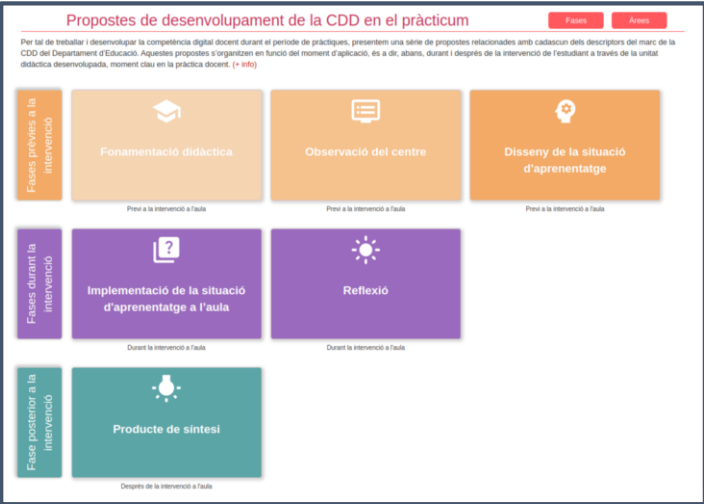 Propostes de desenvolupament de la CDD en el pràcticum
Fases
Àrees
Per tal de treballar i desenvolupar la competència digital docent durant el període de pràctiques, presentem una sèrie de propostes relacionades amb cadascun dels descriptors del marc de la
CDD del Departament d'Educació. Aquestes propostes s'organitzen en funció del moment d'aplicació, és a dir, abans, durant i després de la intervenció de l'estudiant a través de la unitat
didàctica desenvolupada, moment clau en la pràctica docent. (+ info)
Fases prèvies a la
intervenció
Fonamentació didàctica
Observació del centre
Disseny de la situació
d'aprenentatge
Previ a la intervenció a l'aula
Previ a la intervenció a l'aula
Previ a la intervenció a l'aula
Fases durant la
intervenció
?
Implementació de la situació
d'aprenentatge a l'aula
Reflexió
Durant la intervenció a l'aula
Durant la intervenció a l'aula
Fase posterior a la
intervenció
Producte de síntesi
Després de la intervenció a l'aula